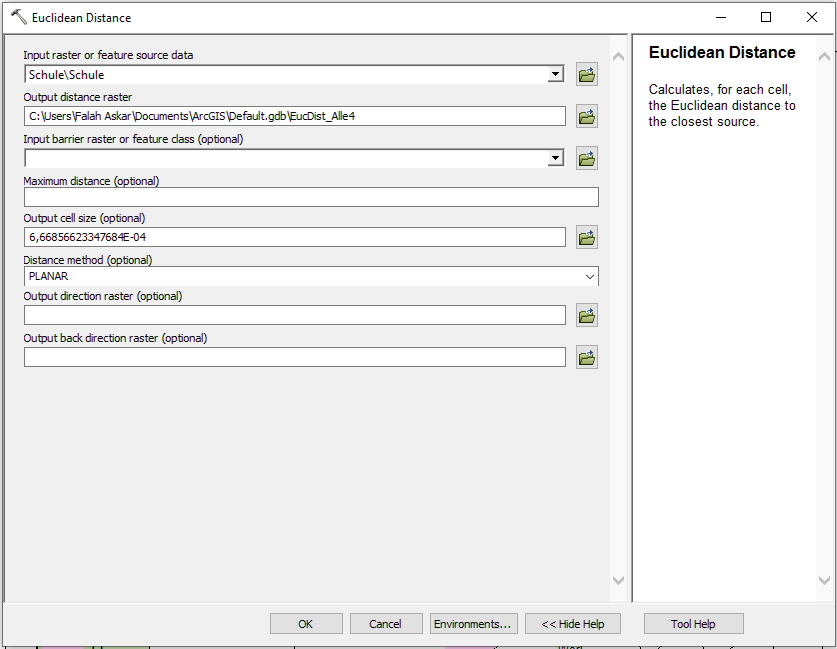 Euclidean Distance
Input raster or feature source data
Schule\Schule
Output distance raster
C:\Users\Falah Askar\Documents\ArcGIS\Default.gdb\EucDist_Alle4
Input barrier raster or feature class (optional)
Maximum distance (optional)
Output cell size (optional)
6,66856623347684E-04
Distance method (optional)
PLANAR
Output direction raster (optional)
Output back direction raster (optional)
Euclidean Distance
Calculates, for each cell,
the Euclidean distance to
the closest source.
OK
Cancel
Environments...
<< Hide Help
Tool Help